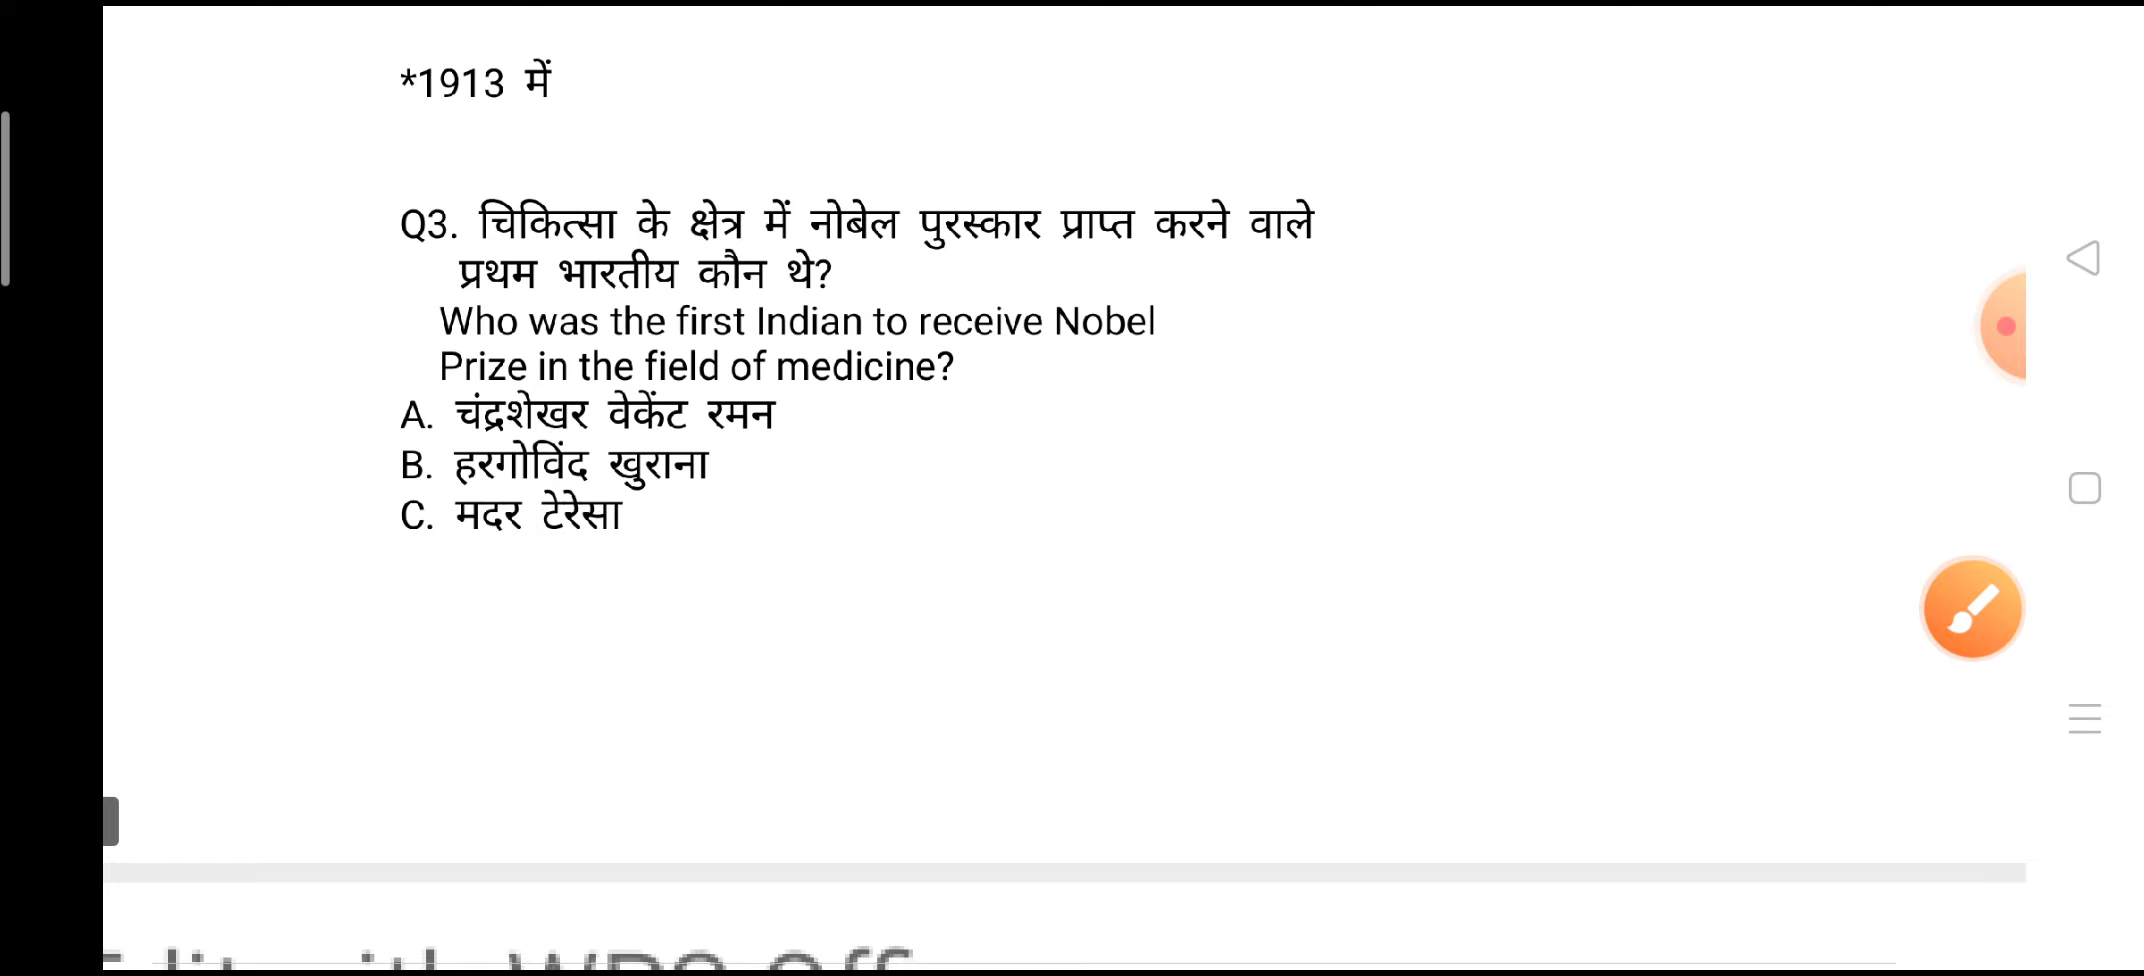 *1913 में
Q3. चिकित्सा के क्षेत्र में नोबेल पुरस्कार प्राप्त करने वाले
प्रथम भारतीय कौन थे?
Who was the first Indian to receive Nobel
Prize in the field of medicine?
A. चंद्रशेखर वेकेंट रमन
B. हरगोविंद खुराना
C. मदर टेरेसा